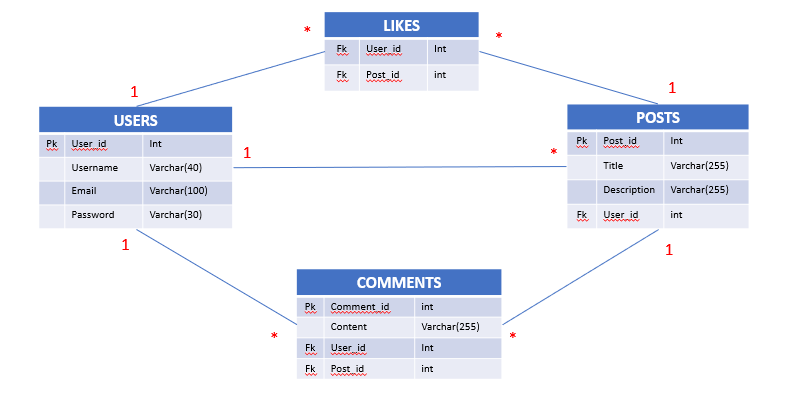 LIKES
* Fk User_id Int *
Fk Post_id int
1 1
USERS
Pk User_id Int
Username Varchar(40)
Email Varchar(100)
Password Varchar(30)
POSTS
Pk Post_id Int
Title Varchar(255)
Description Varchar(255)
Fk User_id int
1 *
1 1
COMMENTS
Pk Comment_id int
Content Varchar(255)
* *
Fk User_id Int
Fk Post_id int